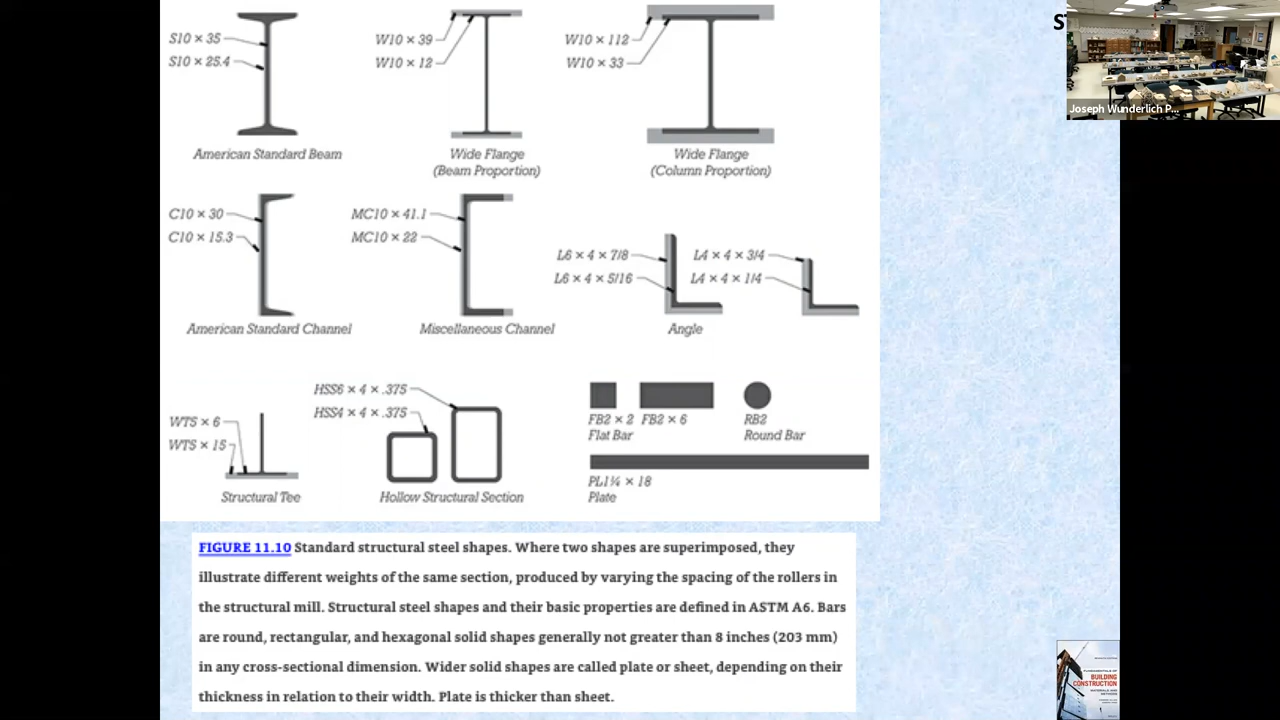 S10 × 35
S10 × 25.4
American Standard Beam
W10 × 39
W10 × 12
Wide Flange
(Beam Proportion)
W10 × 112
W10 × 33
Wide Flange
(Column Proportion)
C10 × 30
C10 × 15.3
American Standard Channel
MC10 × 41.1
MC10 × 22
Miscellaneous Channel
L6 × 4 × 7/8
L6 × 4 × 5/16
L4 × 4 × 3/4
L4 × 4 × 1/4
Angle
WT5 × 6
WT5 × 15
Structural Tee
HSS6 × 4 × .375
HSS4 × 4 × .375
Hollow Structural Section
FB2 × 2 FB2 × 6
Flat Bar
RB2
Round Bar
PL1¼ × 18
Plate
FIGURE 11.10 Standard structural steel shapes. Where two shapes are superimposed, they
illustrate different weights of the same section, produced by varying the spacing of the rollers in
the structural mill. Structural steel shapes and their basic properties are defined in ASTM A6. Bars
are round, rectangular, and hexagonal solid shapes generally not greater than 8 inches (203 mm)
in any cross-sectional dimension. Wider solid shapes are called plate or sheet, depending on their
thickness in relation to their width. Plate is thicker than sheet.
Joseph Wunderlich P...
FUNDAMENTALS OF
BUILDING
CONSTRUCTION
MATERIALS AND
METHODS